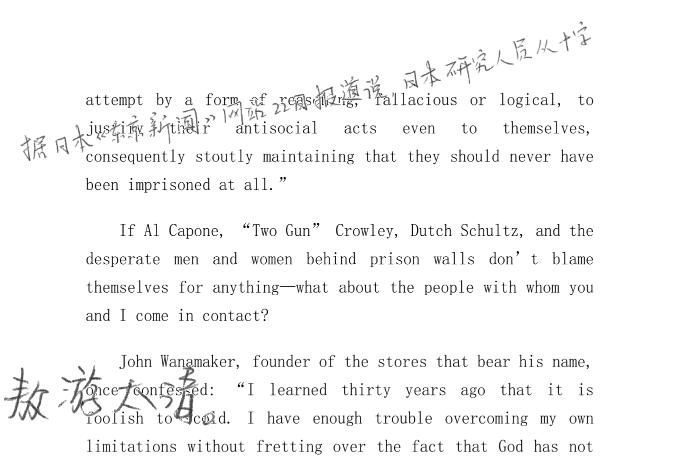 据日本《东京新闻》网站22日报道说，日本研究人员从十字
attempt by a form of reasoning, fallacious or logical, to
justify their antisocial acts even to themselves,
consequently stoutly maintaining that they should never have
been imprisoned at all.”
If Al Capone, “Two Gun” Crowley, Dutch Schultz, and the
desperate men and women behind prison walls don’t blame
themselves for anything—what about the people with whom you
and I come in contact?
John Wanamaker, founder of the stores that bear his name,
once confessed: “I learned thirty years ago that it is
敖游太清。
foolish to scold. I have enough trouble overcoming my own
limitations without fretting over the fact that God has not